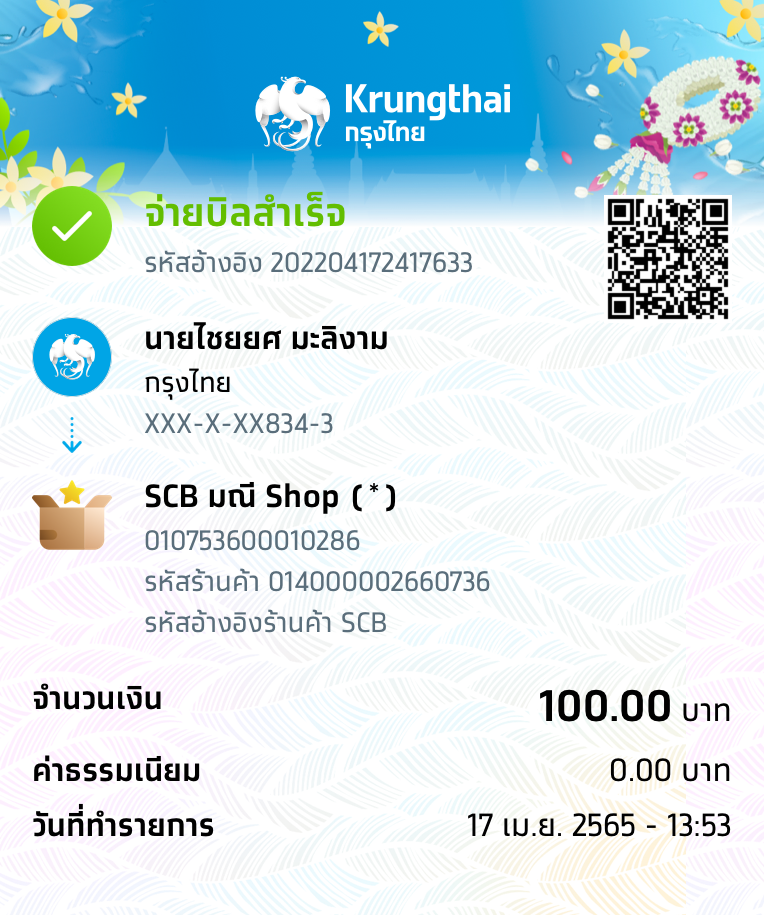 Krungthai
กรุงไทย
จ่ายบิลสำเร็จ
รหัสอ้างอิง 202204172417633
นายไชยยศ มะลิงาม
กรุงไทย
XXX-X-XX834-3
SCB มณี Shop (*)
010753600010286
รหัสร้านค้า 014000002660736
รหัสอ้างอิงร้านค้า SCB
จำนวนเงิน 100.00 บาท
ค่าธรรมเนียม 0.00 บาท
วันที่ทำรายการ 17 เม.ย. 2565 - 13:53